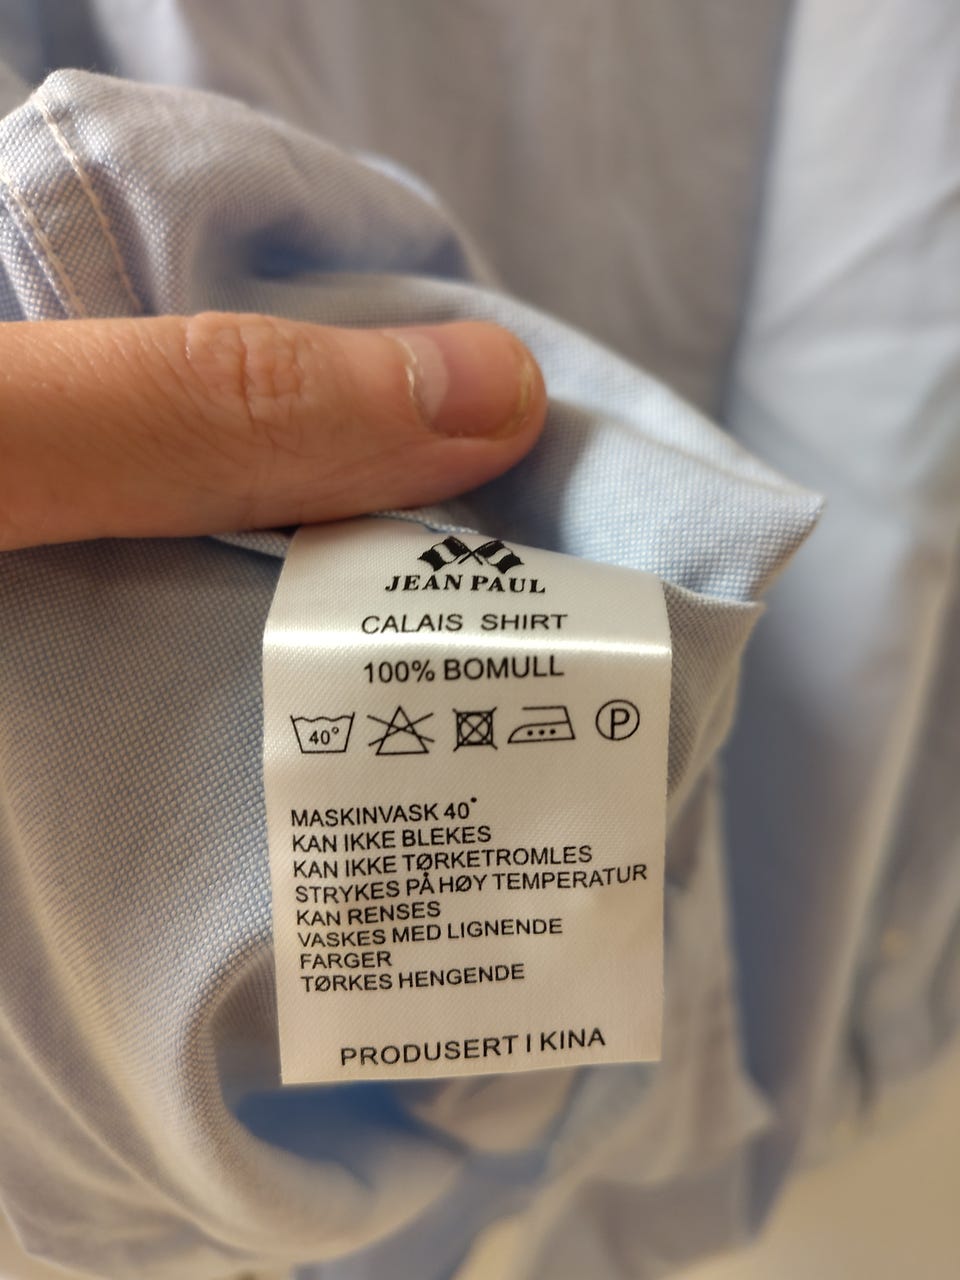 JEAN PAUL
CALAIS SHIRT
100% BOMULL
40° P
MASKINVASK 40°
KAN IKKE BLEKES
KAN IKKE TØRKETROMLES
STRYKES PÅ HØY TEMPERATUR
KAN RENSES
VASKES MED LIGNENDE
FARGER
TØRKES HENGENDE
PRODUSERT I KINA